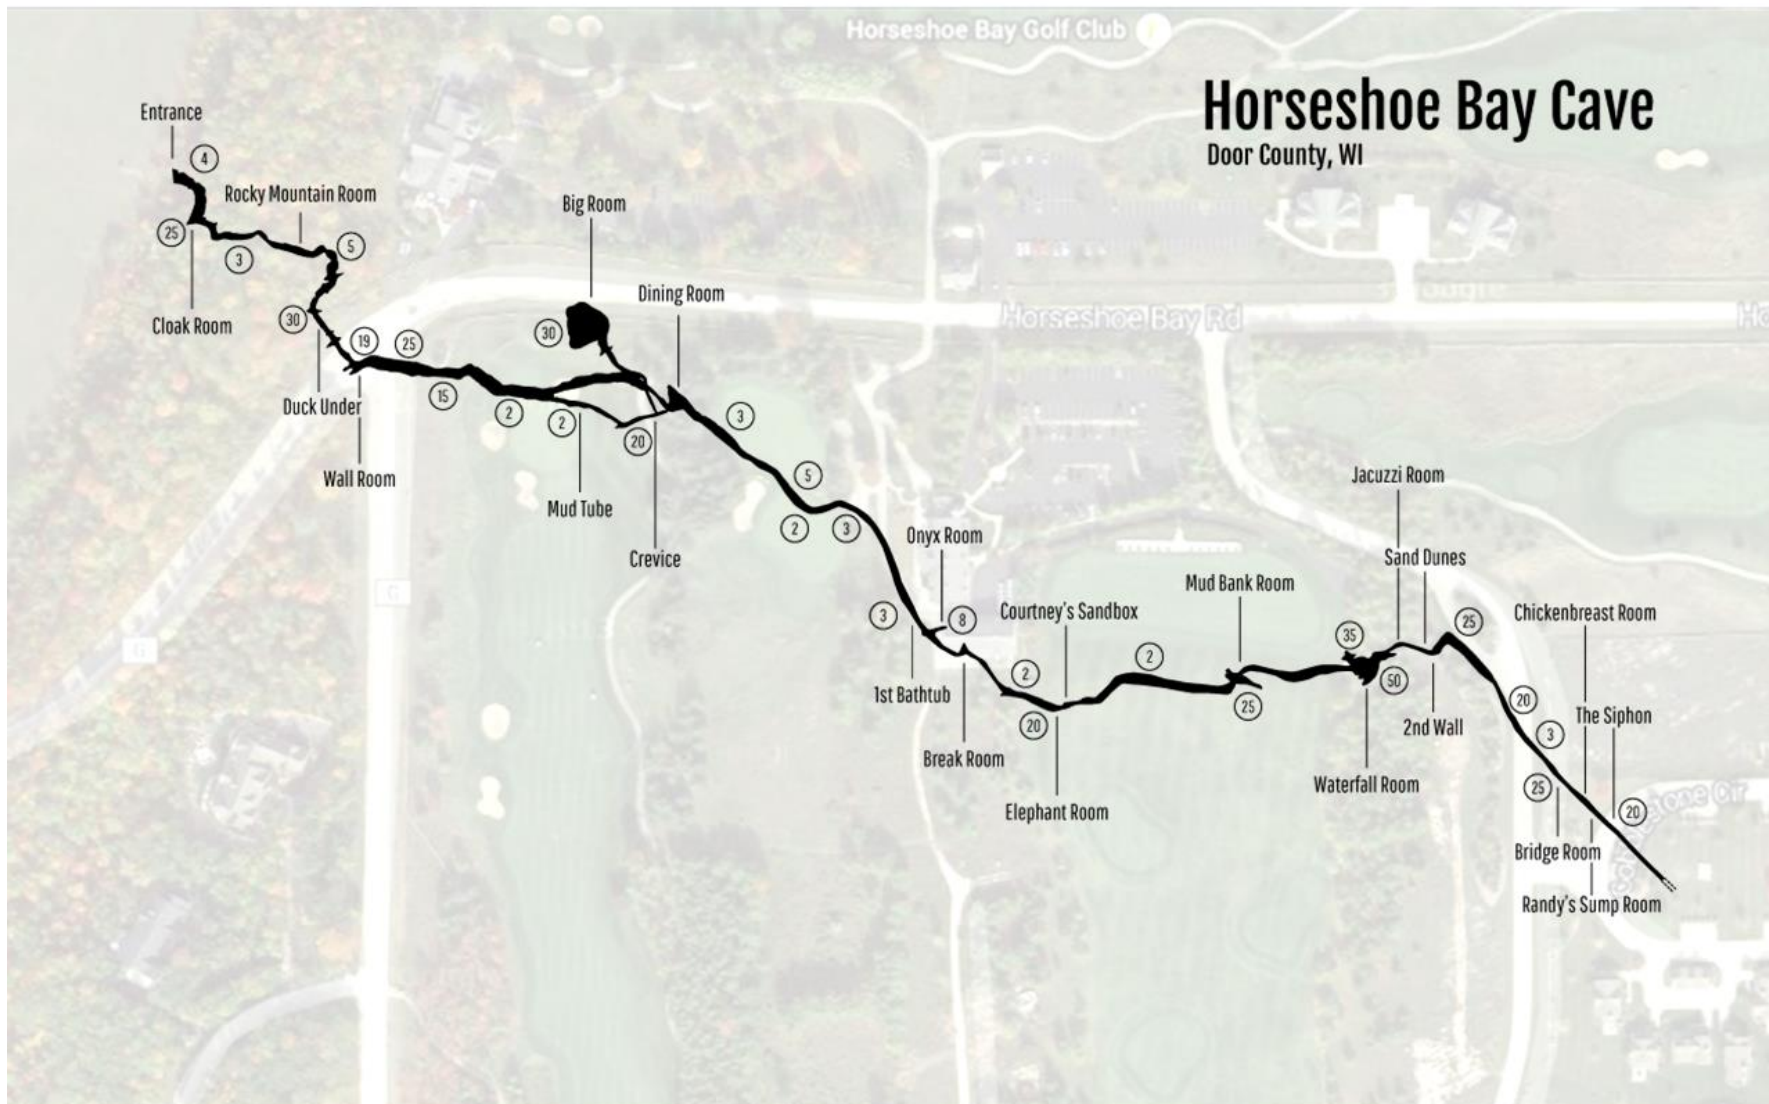 Horseshoe Bay Golf Club
Horseshoe Bay Cave
Door County, WI
Entrance
4
Rocky Mountain Room
25
3
5
Cloak Room
Big Room
Dining Room
30
30
19
25
15
2
2
20
3
Duck Under
Wall Room
Mud Tube
Crevice
Horseshoe Bay Rd
Ho
5
2
3
Jacuzzi Room
Onyx Room
Sand Dunes
Mud Bank Room
Courtney's Sandbox
Chickenbreast Room
G
G
3
8
2
2
35
25
1st Bathtub
20
25
50
20
The Siphon
2nd Wall
3
Break Room
Waterfall Room
25
Elephant Room
20
Bridge Room
Randy's Sump Room